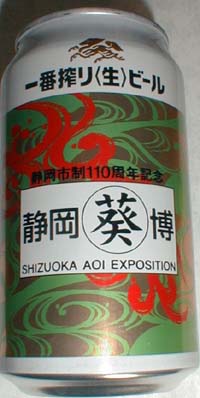 一番搾り〈生〉ビール
静岡市制110周年記念
静岡 葵 博
SHIZUOKA AOI EXPOSITION